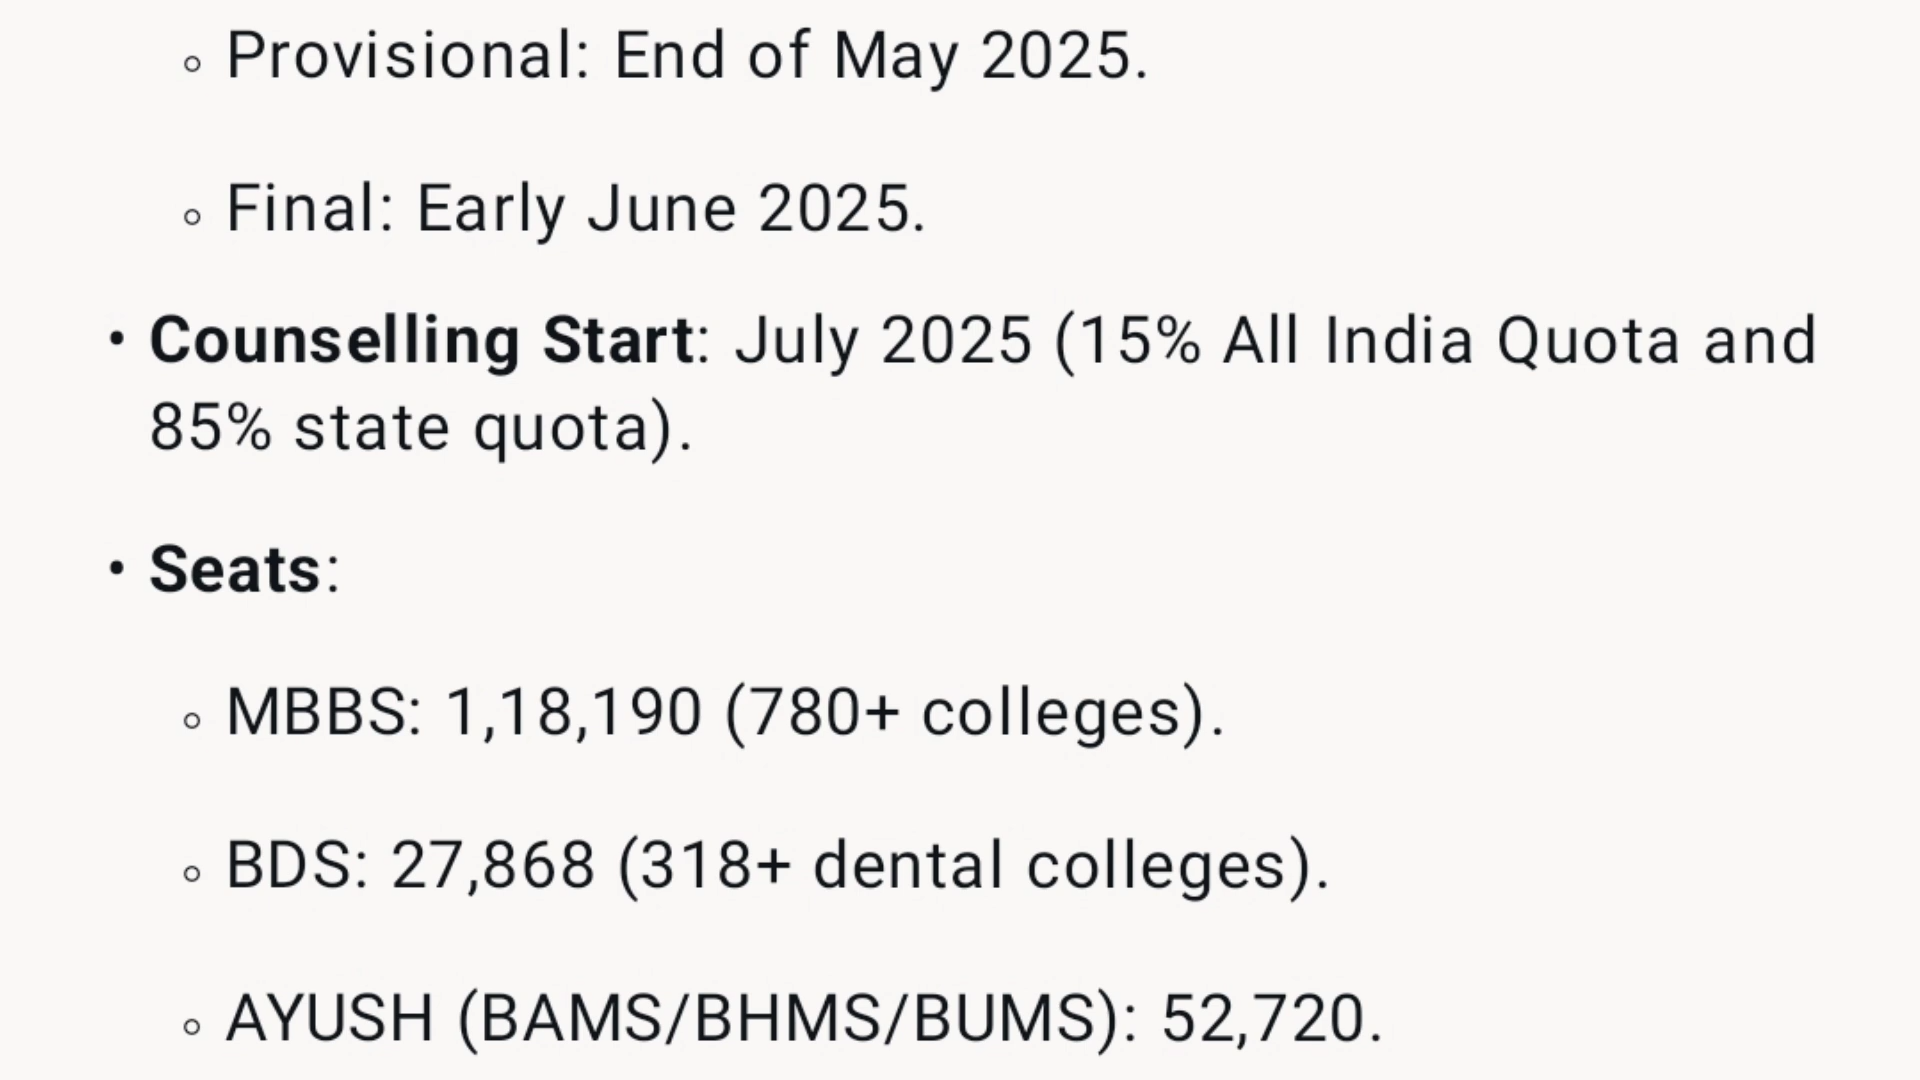 ◦ Provisional: End of May 2025.
◦ Final: Early June 2025.
• Counselling Start: July 2025 (15% All India Quota and
85% state quota).
• Seats:
◦ MBBS: 1,18,190 (780+ colleges).
◦ BDS: 27,868 (318+ dental colleges).
◦ AYUSH (BAMS/BHMS/BUMS): 52,720.